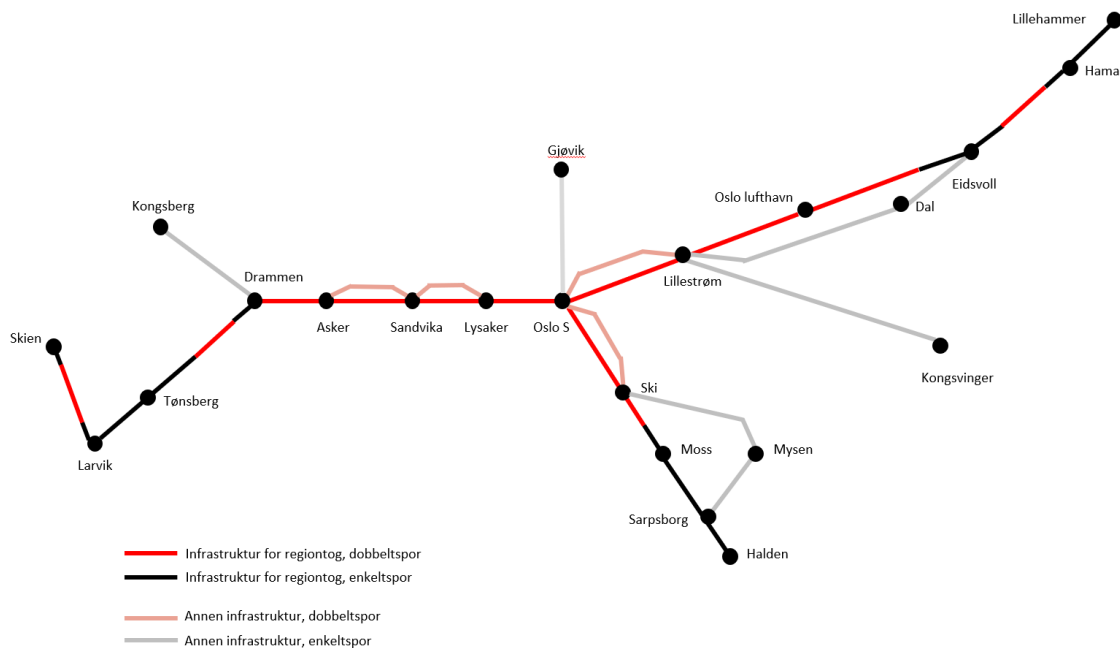 Lillehammer
Hama
Gjøvik
Eidsvoll
Oslo lufthavn
Dal
Kongsberg
Drammen
Lillestrøm
Asker
Sandvika
Lysaker
Oslo S
Skien
Kongsvinger
Ski
Tønsberg
Larvik
Moss
Mysen
Sarpsborg
Halden
Infrastruktur for regiontog, dobbeltspor
Infrastruktur for regiontog, enkeltspor
Annen infrastruktur, dobbeltspor
Annen infrastruktur, enkeltspor